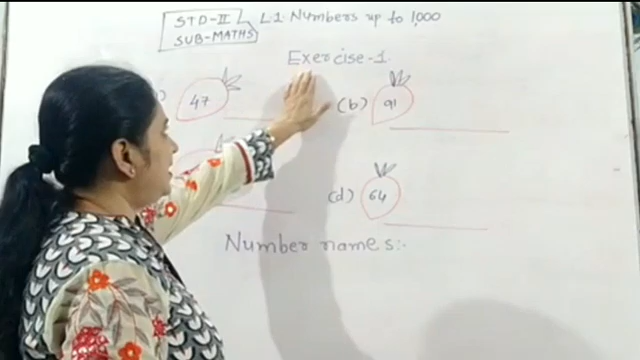 STD-II L.1. Numbers up to 1,000
SUB-MATHS
Exercise-1.
47 (b) 91
(d) 64
Number names:-